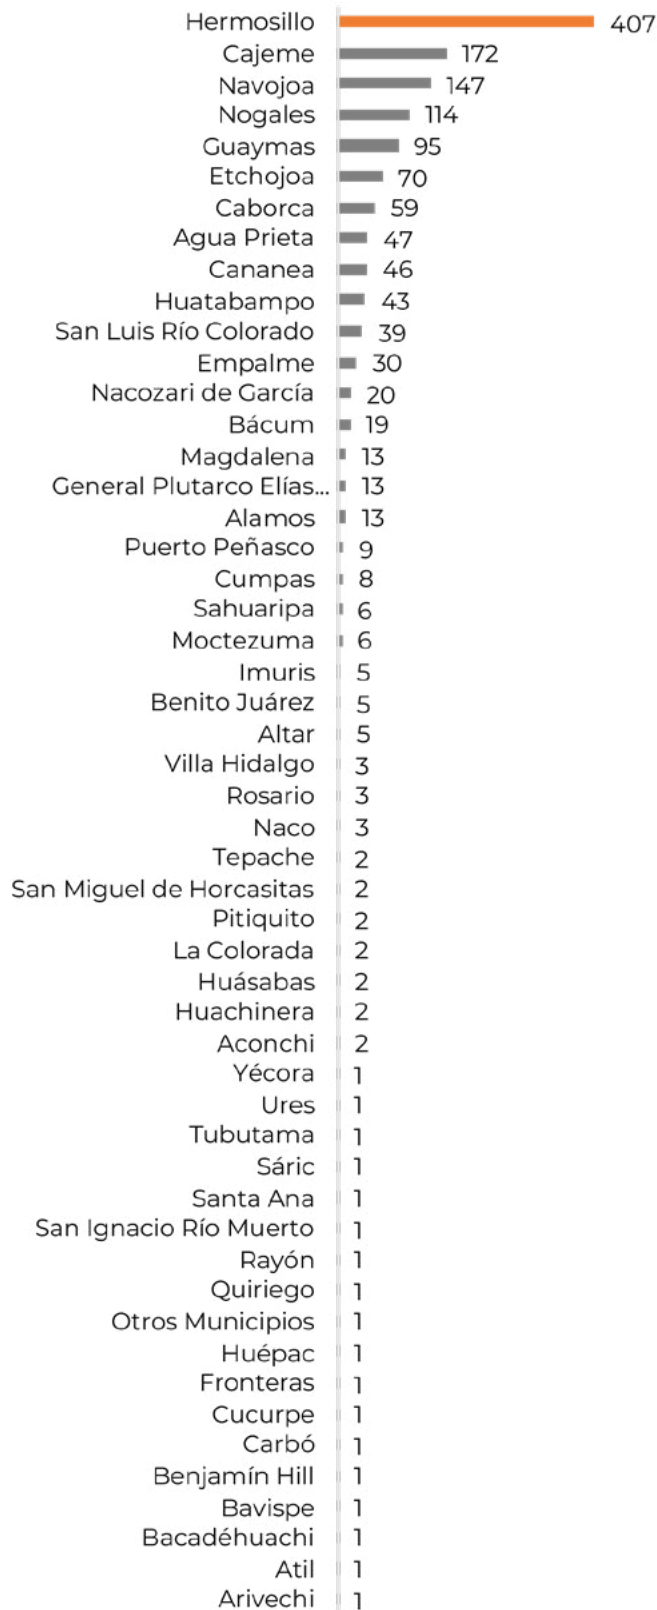 Hermosillo 407
Cajeme 172
Navojoa 147
Nogales 114
Guaymas 95
Etchojoa 70
Caborca 59
Agua Prieta 47
Cananea 46
Huatabampo 43
San Luis Río Colorado 39
Empalme 30
Nacozari de García 20
Bácum 19
Magdalena 13
General Plutarco Elías... 13
Alamos 13
Puerto Peñasco 9
Cumpas 8
Sahuaripa 6
Moctezuma 6
Imuris 5
Benito Juárez 5
Altar 5
Villa Hidalgo 3
Rosario 3
Naco 3
Tepache 2
San Miguel de Horcasitas 2
Pitiquito 2
La Colorada 2
Huásabas 2
Huachinera 2
Aconchi 2
Yécora 1
Ures 1
Tubutama 1
Sáric 1
Santa Ana 1
San Ignacio Río Muerto 1
Rayón 1
Quiriego 1
Otros Municipios 1
Huépac 1
Fronteras 1
Cucurpe 1
Carbó 1
Benjamín Hill 1
Bavispe 1
Bacadéhuachi 1
Atil 1
Arivechi 1